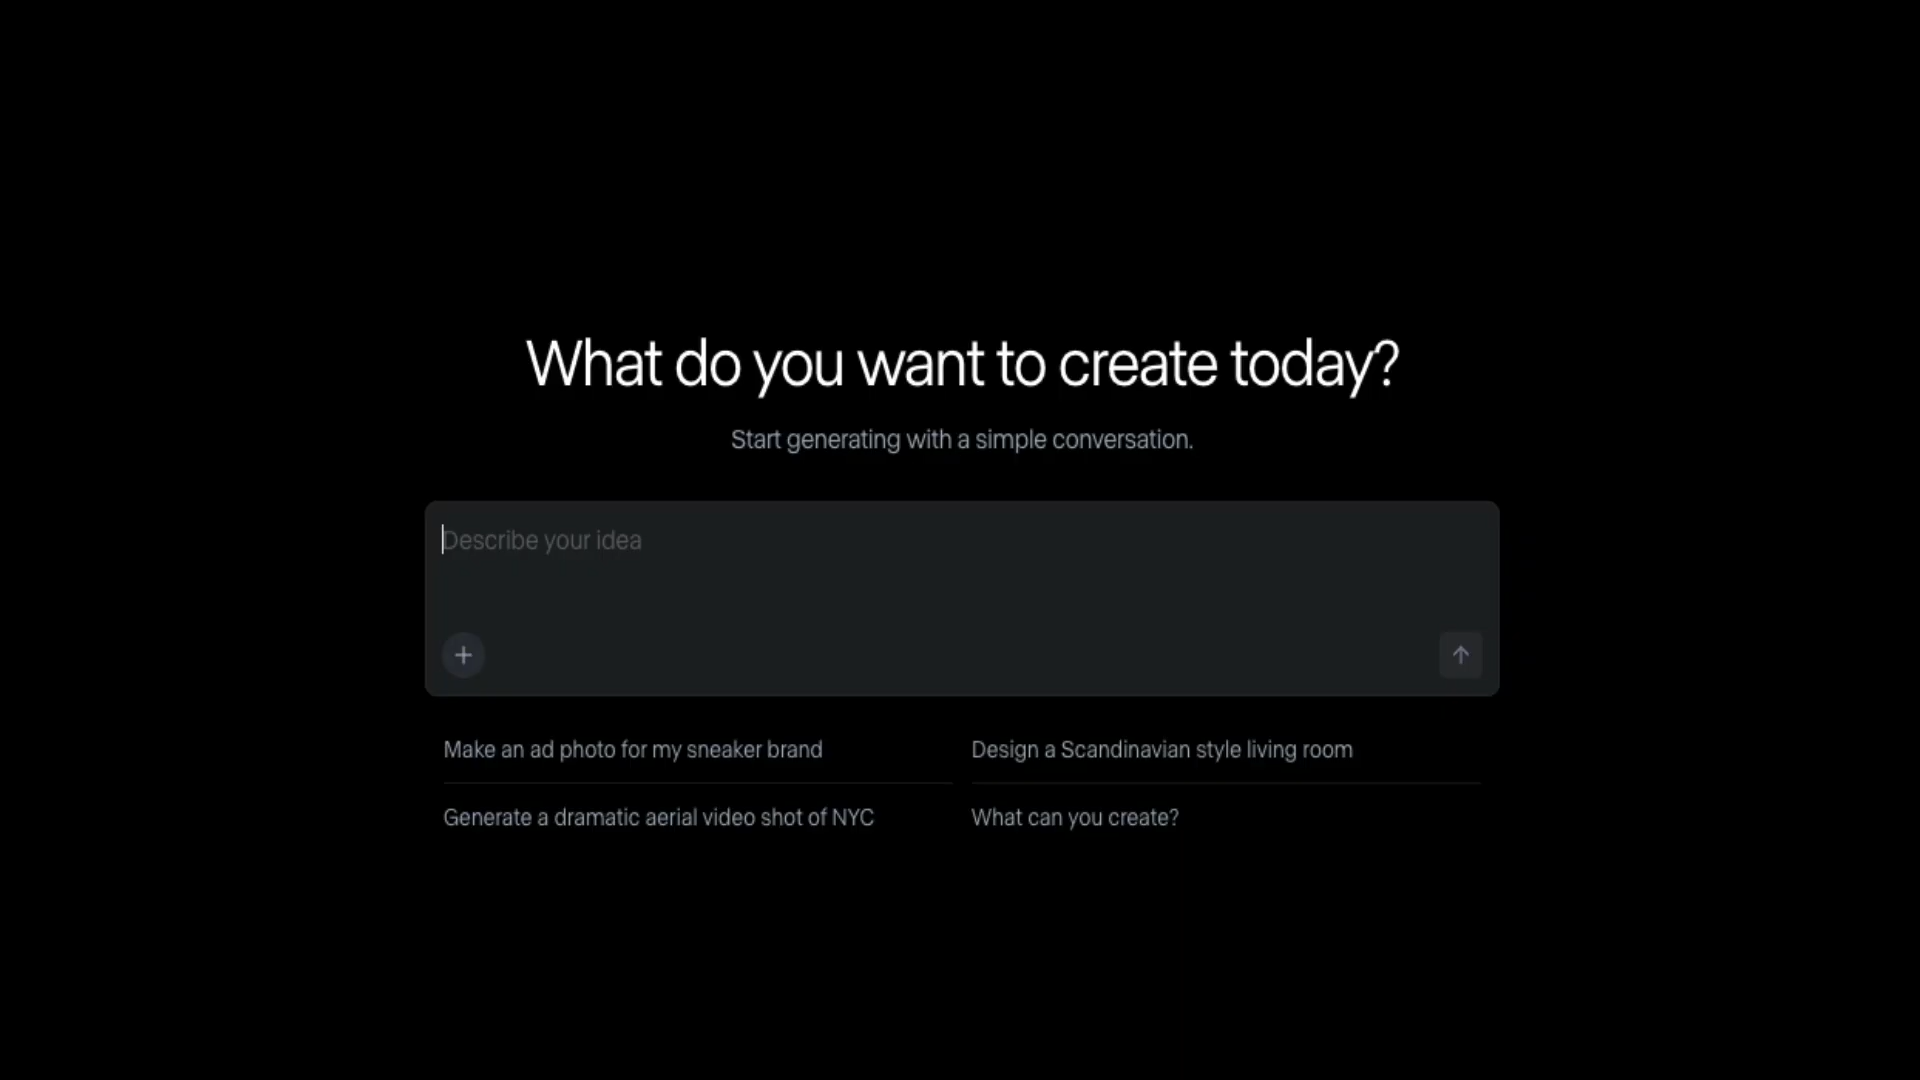 What do you want to create today?
Start generating with a simple conversation.
Describe your idea
Make an ad photo for my sneaker brand
Design a Scandinavian style living room
Generate a dramatic aerial video shot of NYC
What can you create?